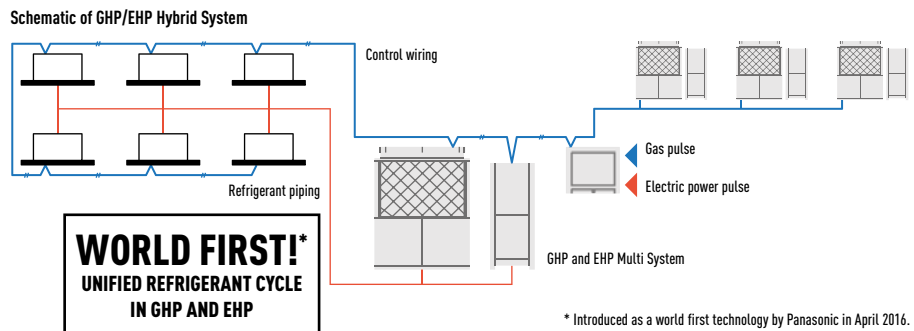 Schematic of GHP/EHP Hybrid System
Control wiring
Gas pulse
Electric power pulse
Refrigerant piping
WORLD FIRST!*
UNIFIED REFRIGERANT CYCLE
IN GHP AND EHP
GHP and EHP Multi System
* Introduced as a world first technology by Panasonic in April 2016.